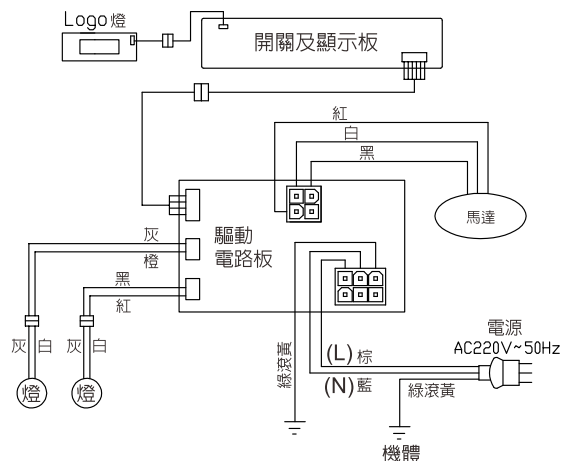 Logo燈
開關及顯示板
紅
白
黑
馬達
驅動
電路板
灰
橙
黑
紅
灰 白 灰 白
燈 燈
綠滾黃
(L) 棕
(N) 藍
電源
AC220V~50Hz
綠滾黃
機體